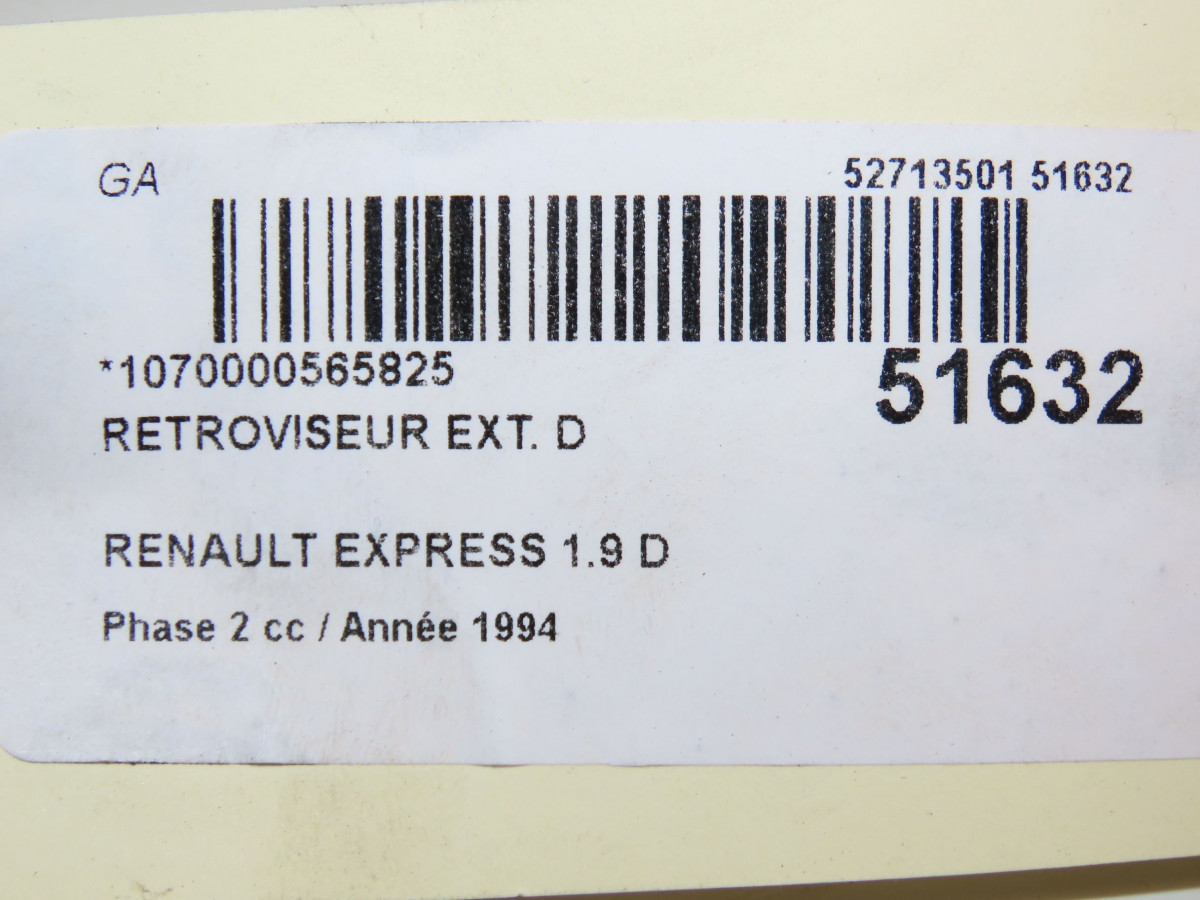 GA
52713501 51632
*1070000565825
51632
RETROVISEUR EXT. D
RENAULT EXPRESS 1.9 D
Phase 2 cc / Année 1994